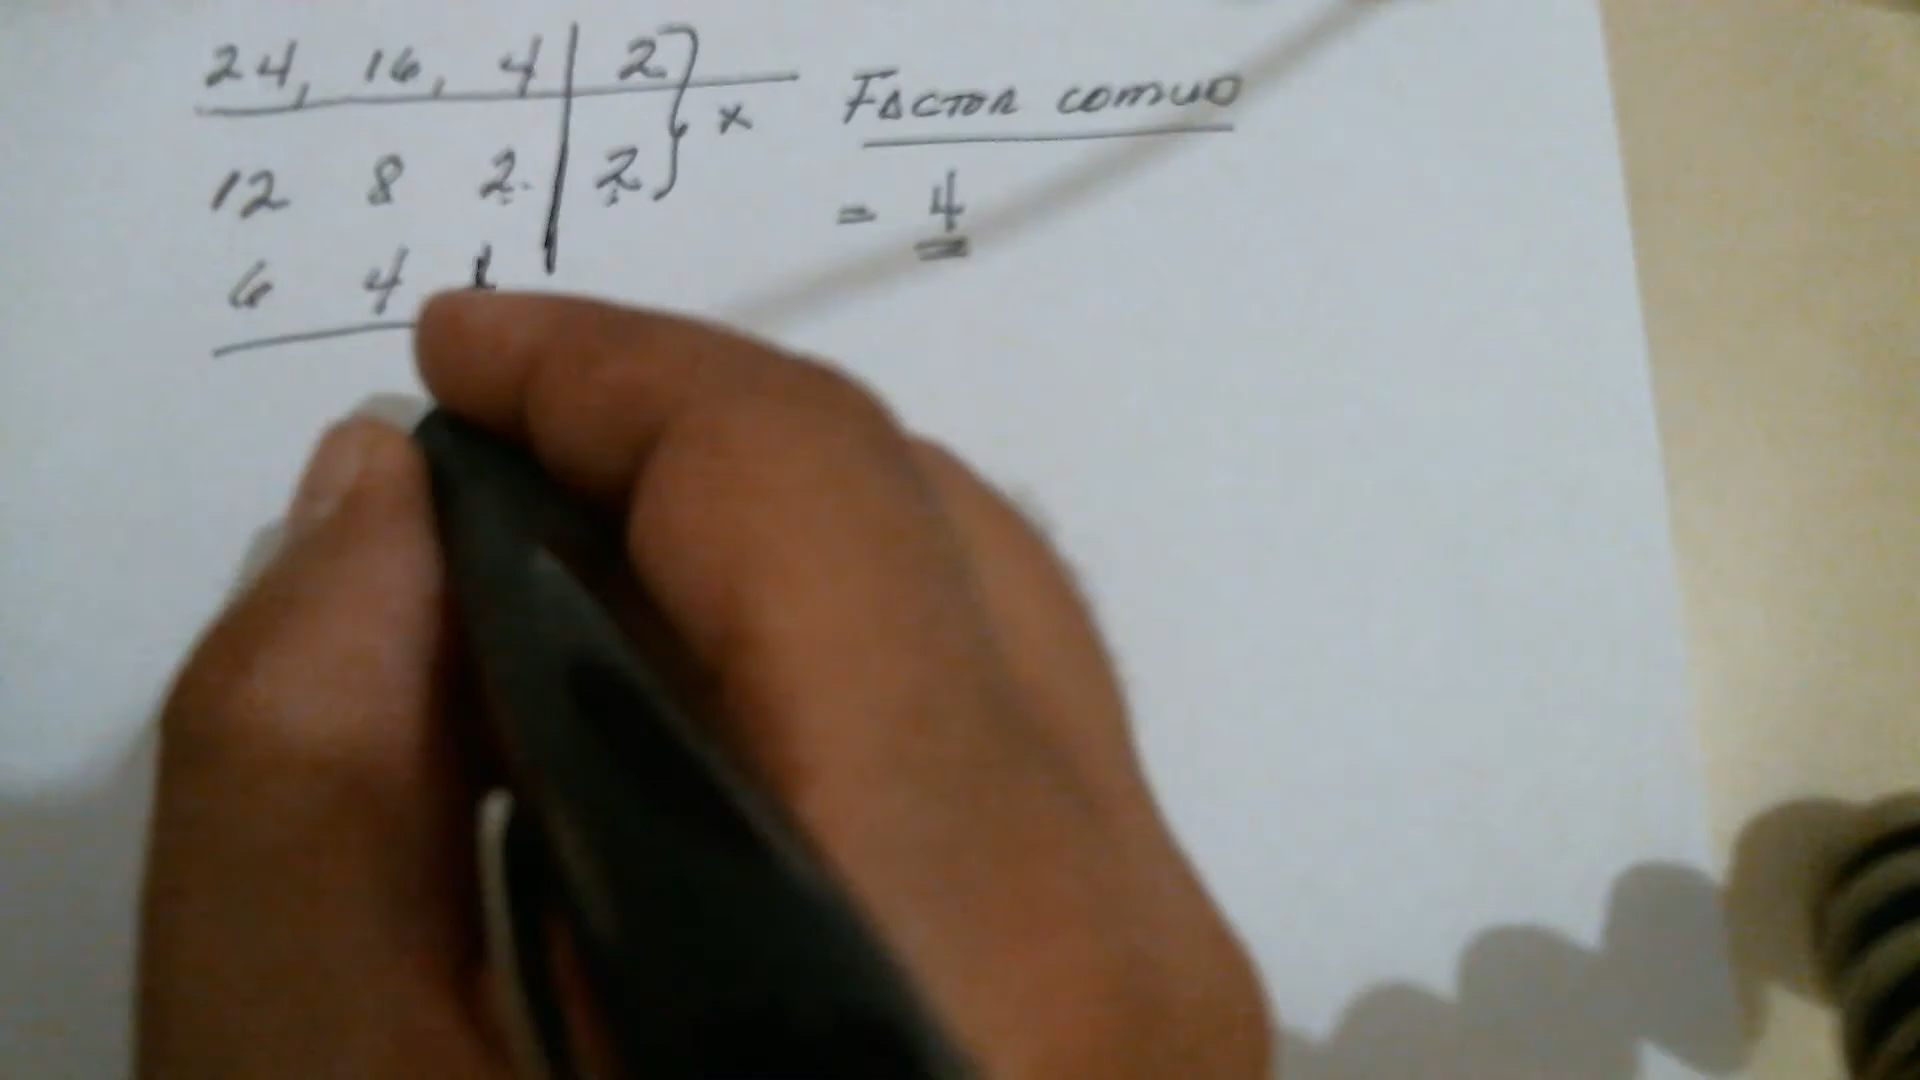 24, 16, 4 | 2
x
Factor comun
12 8 2 | 2
= 4
6 4 1